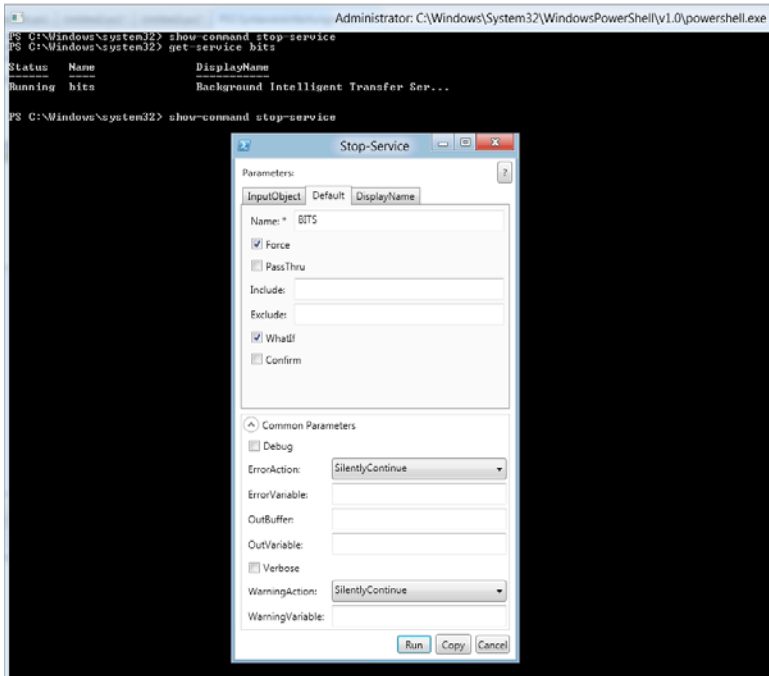 Administrator: C:\Windows\System32\WindowsPowerShell\v1.0\powershell.exe
PS C:\Windows\system32> show-command stop-service
PS C:\Windows\system32> get-service bits
Status Name DisplayName
------ ---- -----------
Running bits Background Intelligent Transfer Ser...
PS C:\Windows\system32> show-command stop-service
Stop-Service
Parameters:
?
InputObject Default DisplayName
Name: * BITS
Force
PassThru
Include:
Exclude:
WhatIf
Confirm
Common Parameters
Debug
ErrorAction: SilentlyContinue
ErrorVariable:
OutBuffer:
OutVariable:
Verbose
WarningAction: SilentlyContinue
WarningVariable:
Run Copy Cancel